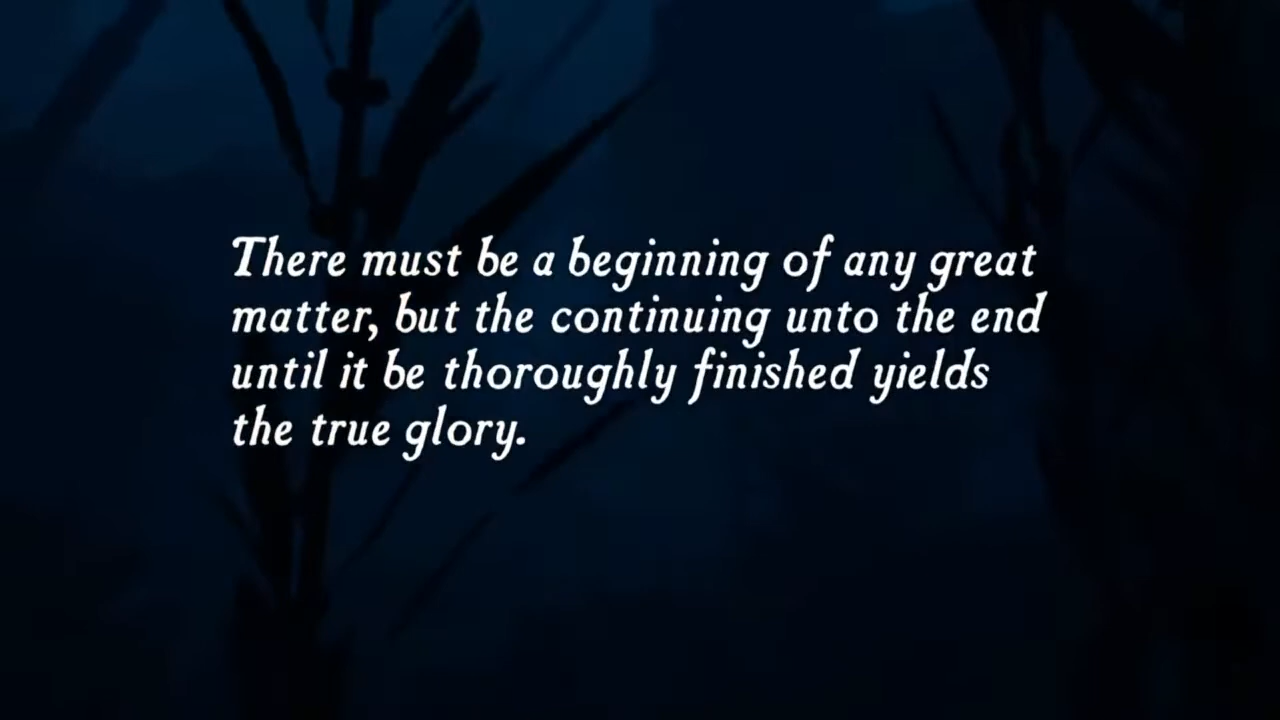 There must be a beginning of any great
matter, but the continuing unto the end
until it be thoroughly finished yields
the true glory.